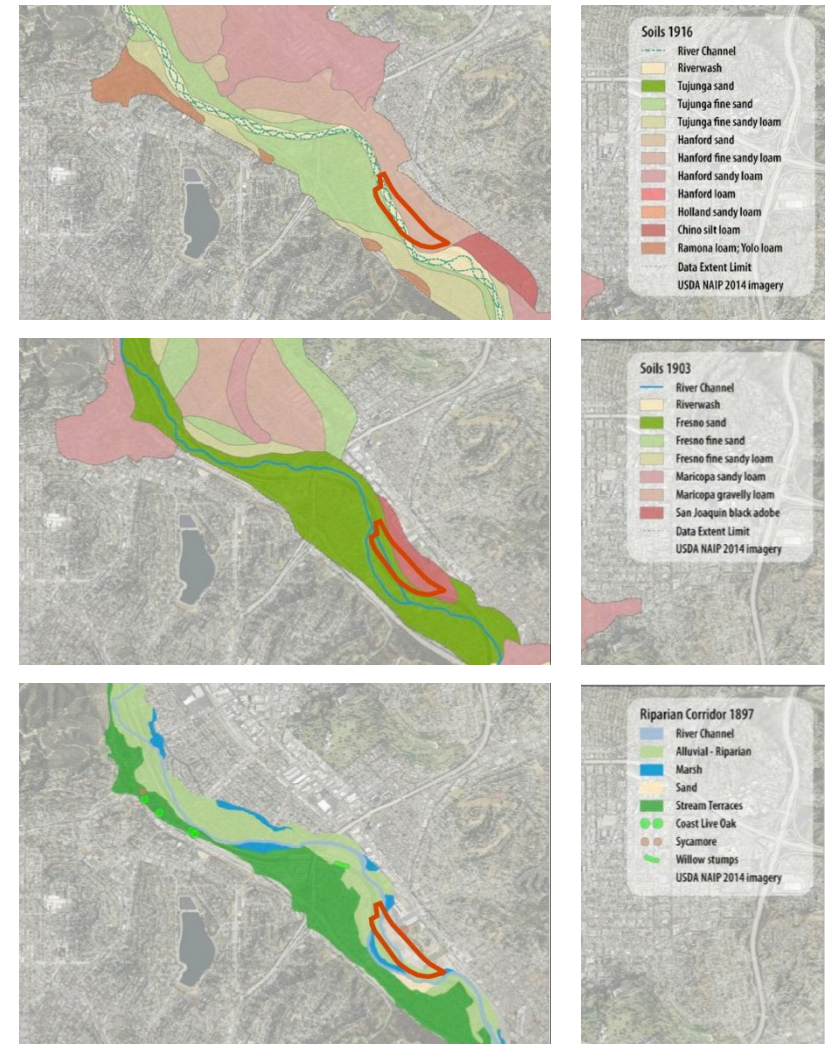 Soils 1916
River Channel
Riverwash
Tujunga sand
Tujunga fine sand
Tujunga fine sandy loam
Hanford sand
Hanford fine sandy loam
Hanford sandy loam
Hanford loam
Holland sandy loam
Chino silt loam
Ramona loam; Yolo loam
Data Extent Limit
USDA NAIP 2014 imagery
Soils 1903
River Channel
Riverwash
Fresno sand
Fresno fine sand
Fresno fine sandy loam
Maricopa sandy loam
Maricopa gravelly loam
San Joaquin black adobe
Data Extent Limit
USDA NAIP 2014 imagery
Riparian Corridor 1897
River Channel
Alluvial - Riparian
Marsh
Sand
Stream Terraces
Coast Live Oak
Sycamore
Willow stumps
USDA NAIP 2014 imagery